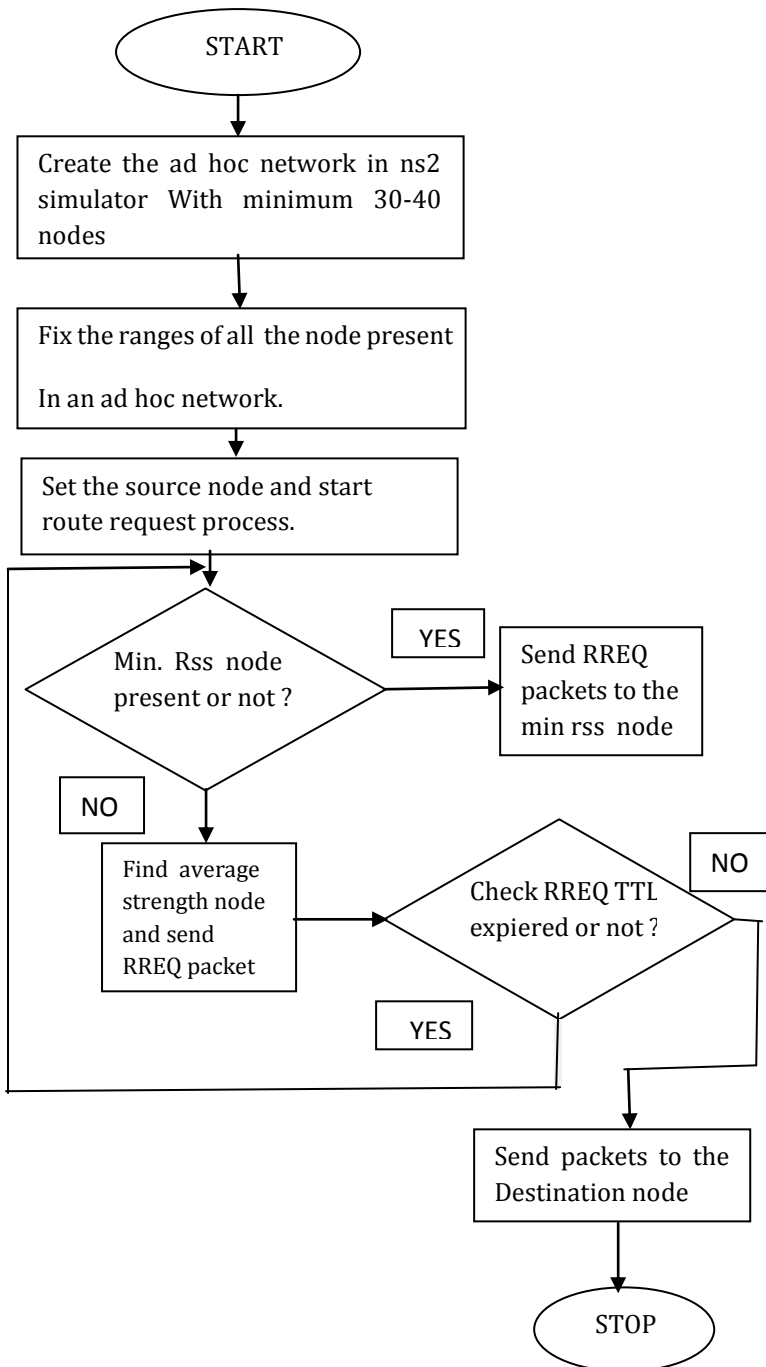 START
Create the ad hoc network in ns2
simulator With minimum 30-40
nodes
Fix the ranges of all the node present
In an ad hoc network.
Set the source node and start
route request process.
Min. Rss node
present or not ?
YES
Send RREQ
packets to the
min rss node
NO
Find average
strength node
and send
RREQ packet
Check RREQ TTL
expiered or not ?
NO
YES
Send packets to the
Destination node
STOP